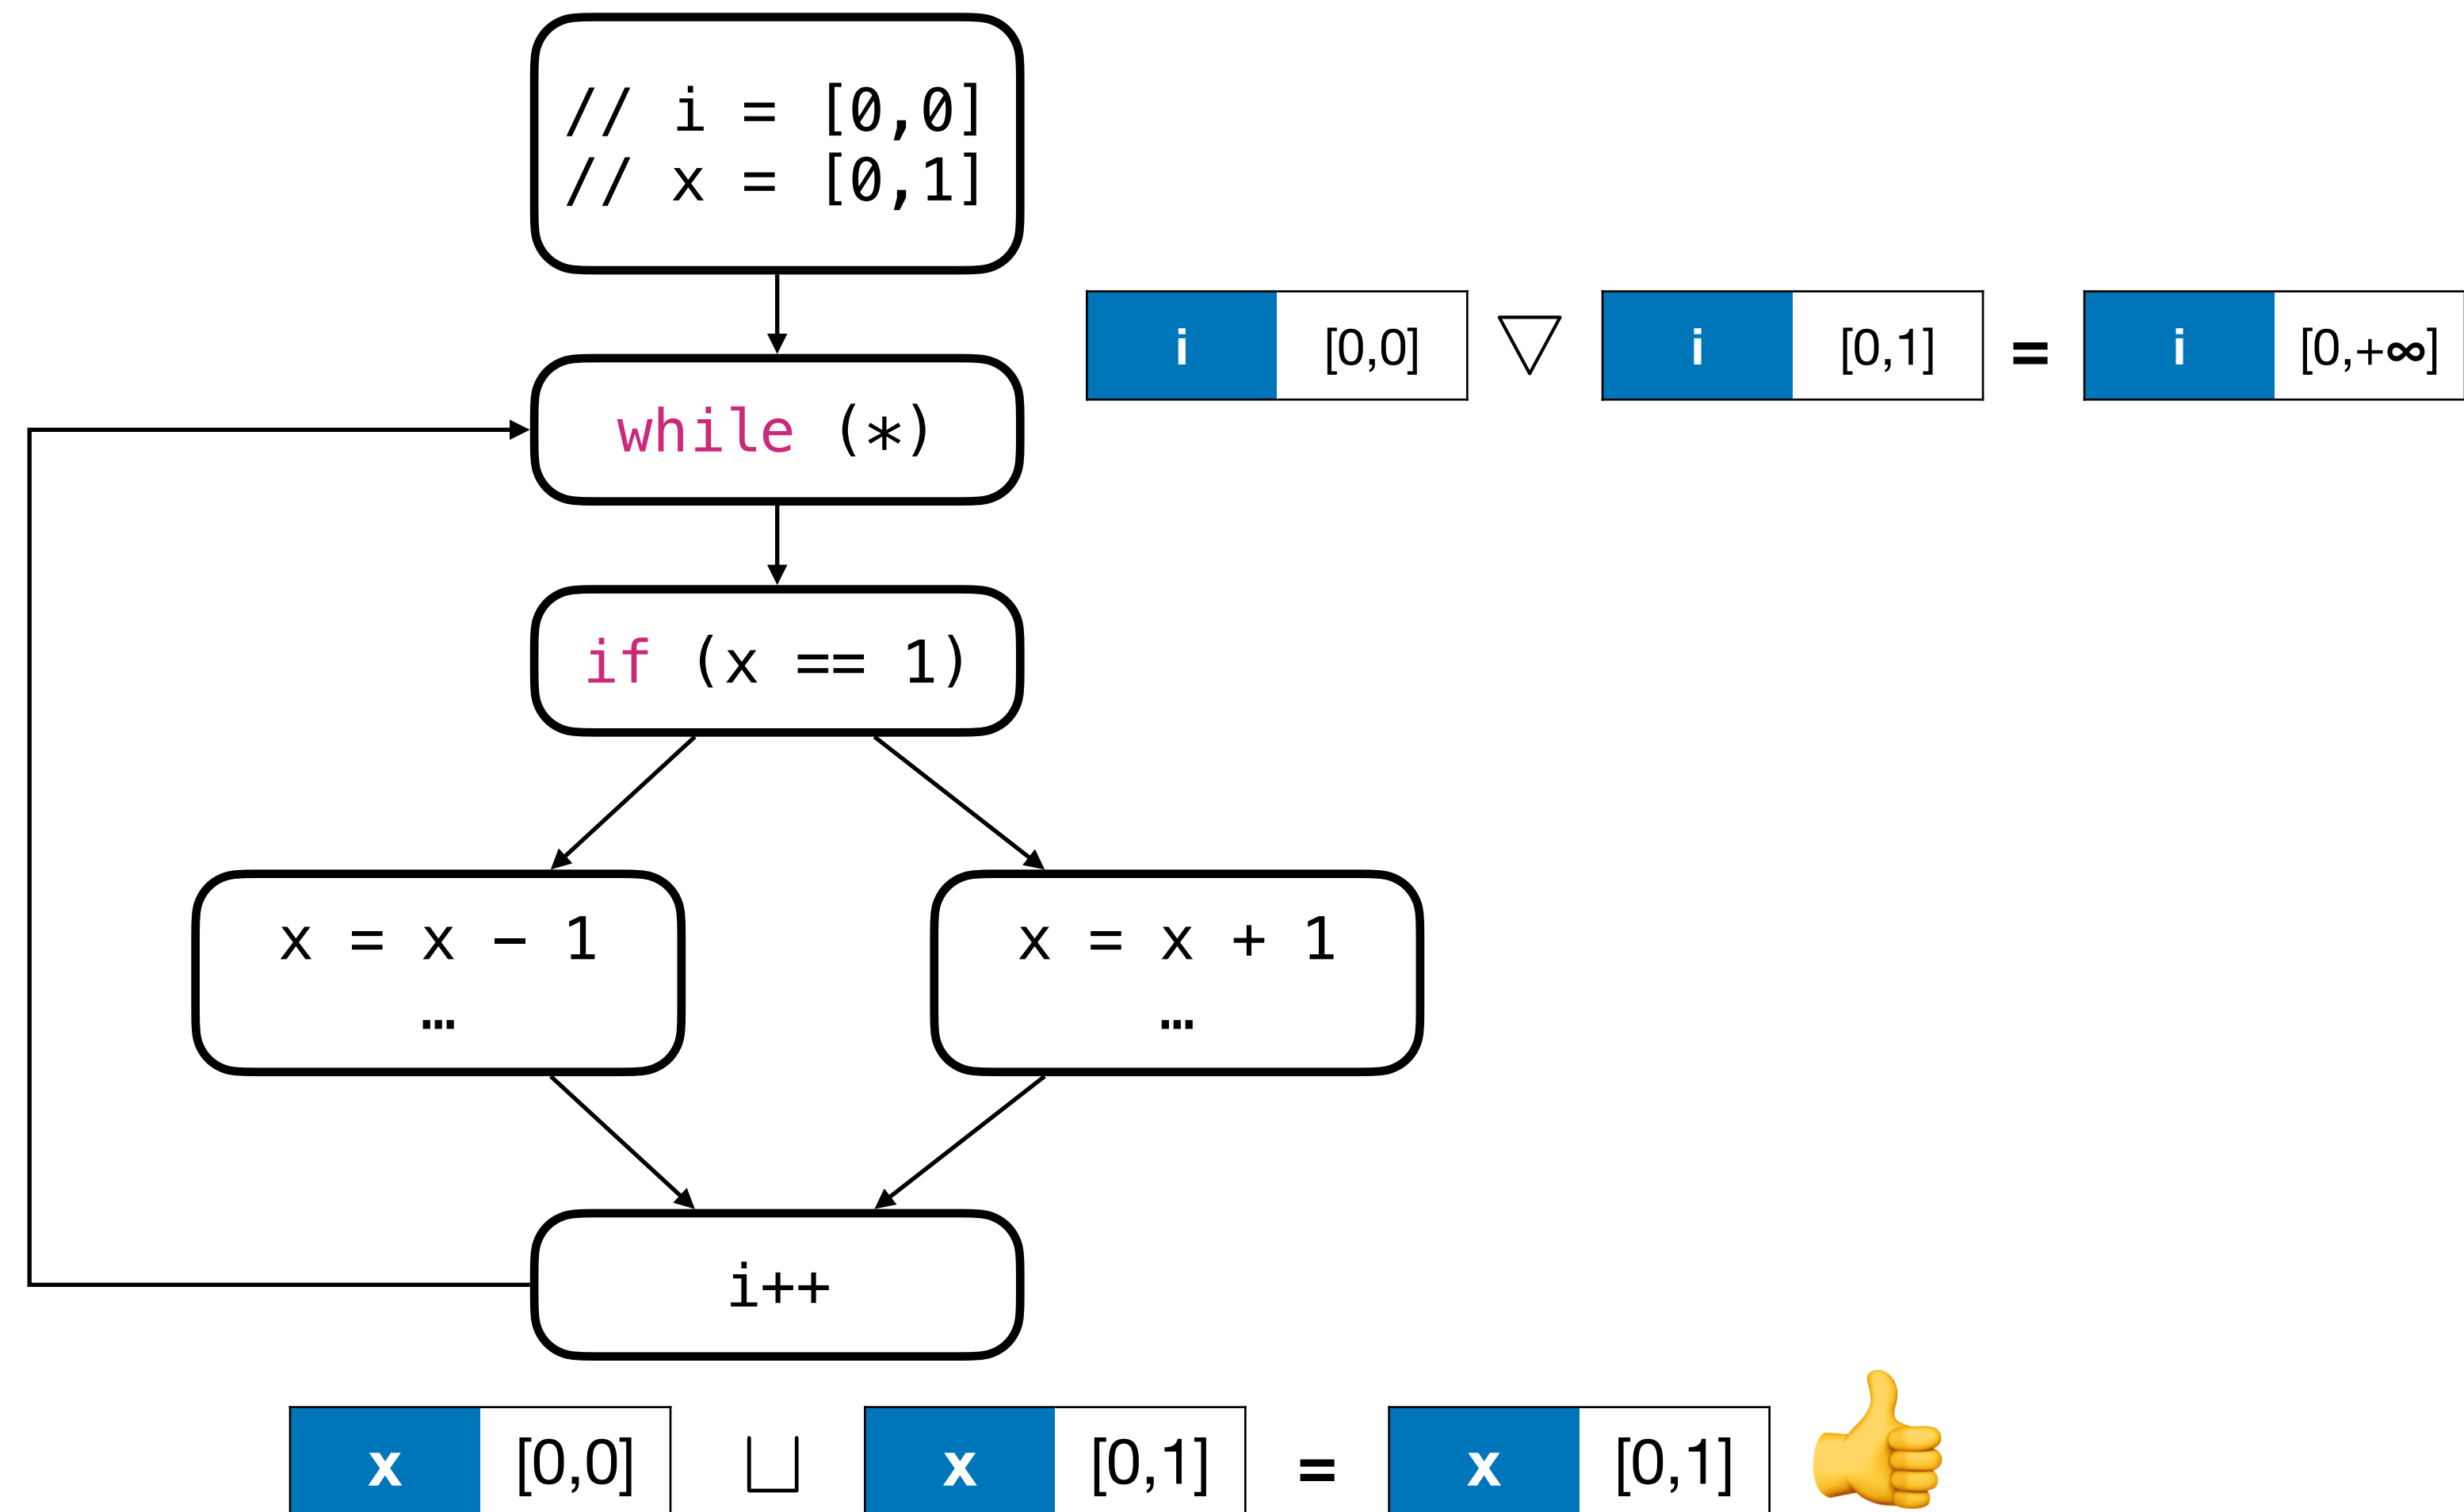 // i = [0,0]
// x = [0,1]
i [0,0] ▽ i [0,1] = i [0,+∞]
while (*)
if (x == 1)
x = x - 1
…
x = x + 1
…
i++
x [0,0] ⊔ x [0,1] = x [0,1]